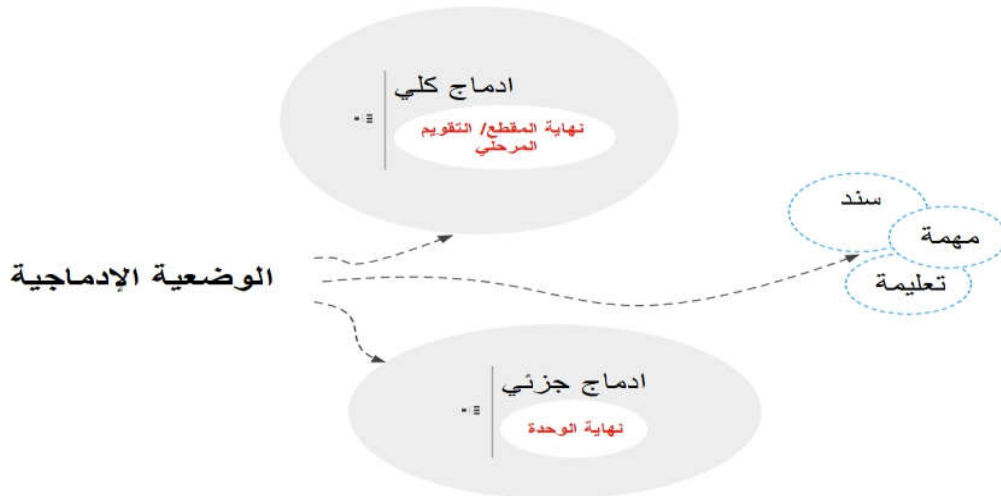 ادماج كلي
نهاية المقطع/ التقويم
المرحلي
سند
مهمة
تعليمة
الوضعية الإدماجية
ادماج جزئي
نهاية الوحدة